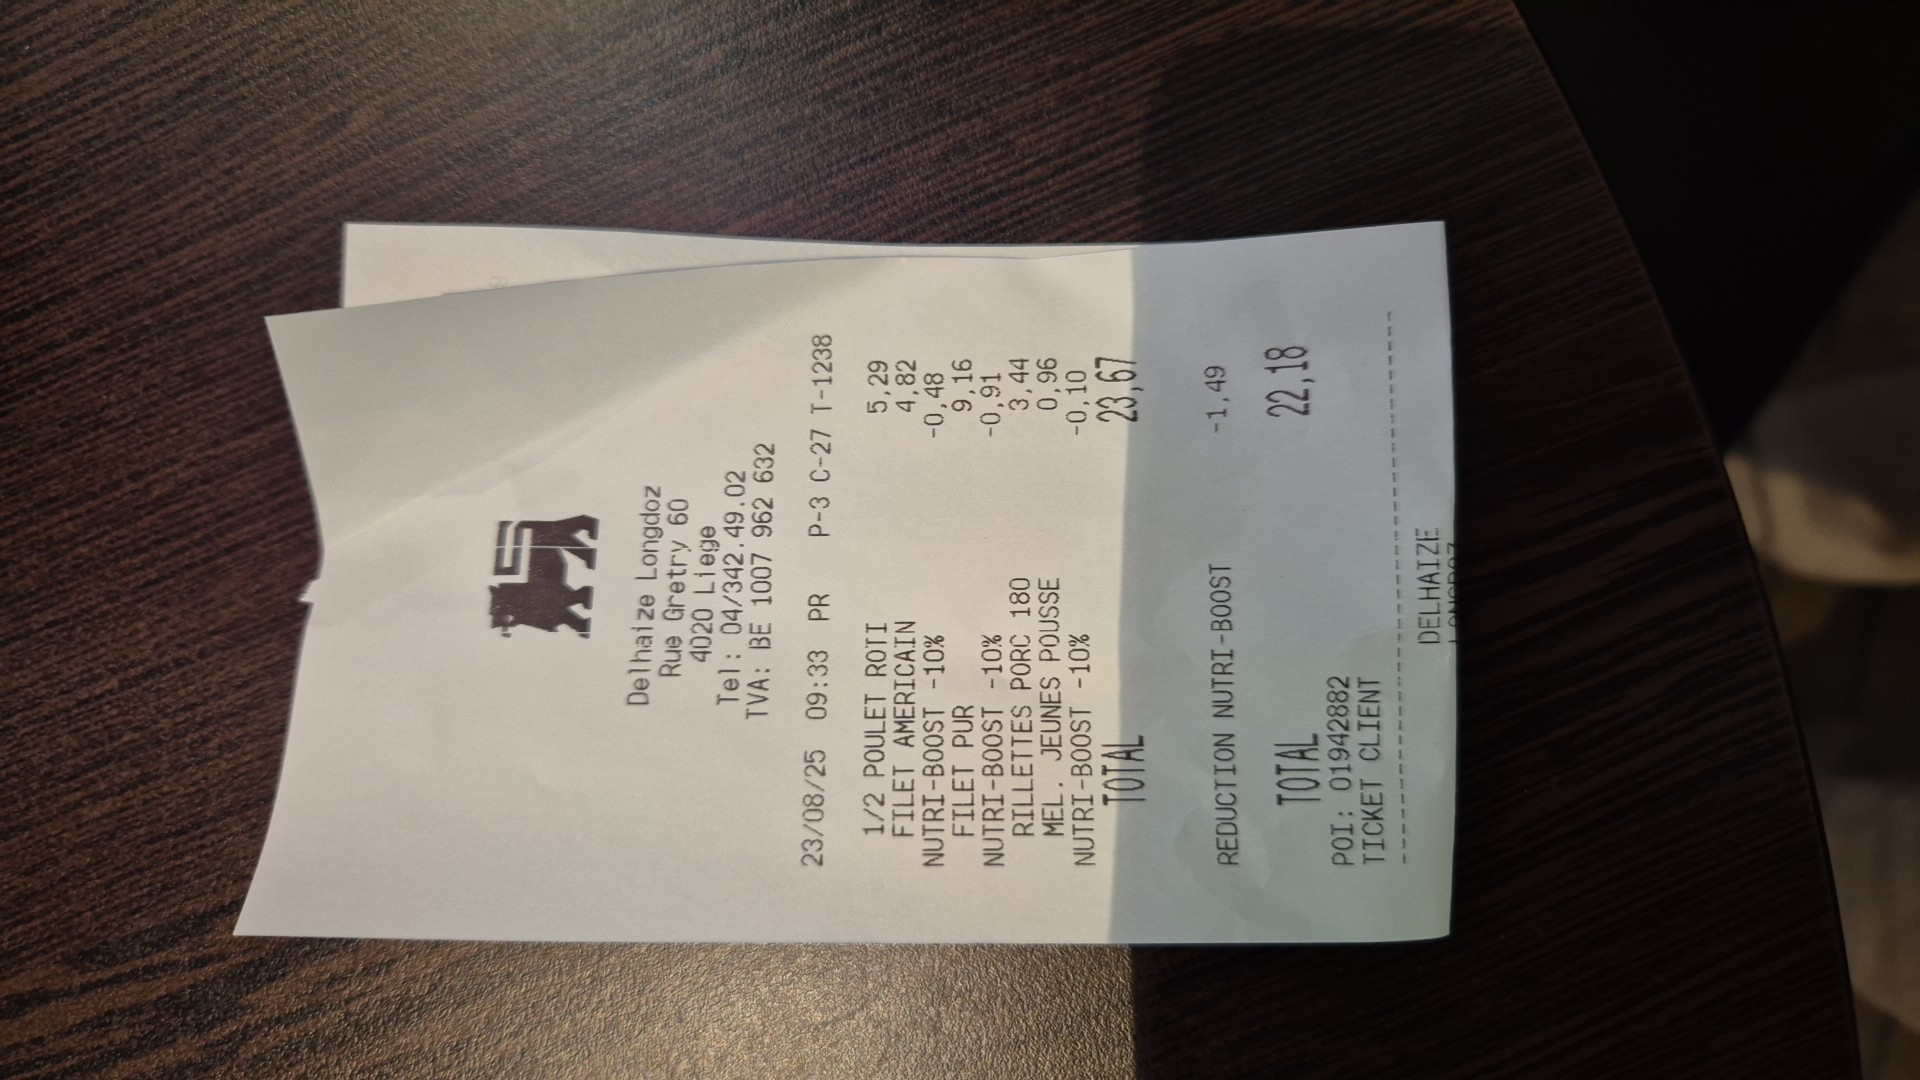 Delhaize Longdoz
Rue Gretry 60
4020 Liege
Tel: 04/342.49.02
TVA: BE 1007 962 632
23/08/25 09:33 PR P-3 C-27 T-1238
1/2 POULET ROTI 5,29
FILET AMERICAIN 4,82
NUTRI-BOOST -10% -0,48
FILET PUR 9,16
NUTRI-BOOST -10% -0,91
RILLETTES PORC 180 3,44
MEL. JEUNES POUSSE 0,96
NUTRI-BOOST -10% -0,10
TOTAL 23,67
REDUCTION NUTRI-BOOST -1,49
TOTAL 22,18
POI: 01942882
TICKET CLIENT
--------------------------------------
DELHAIZE